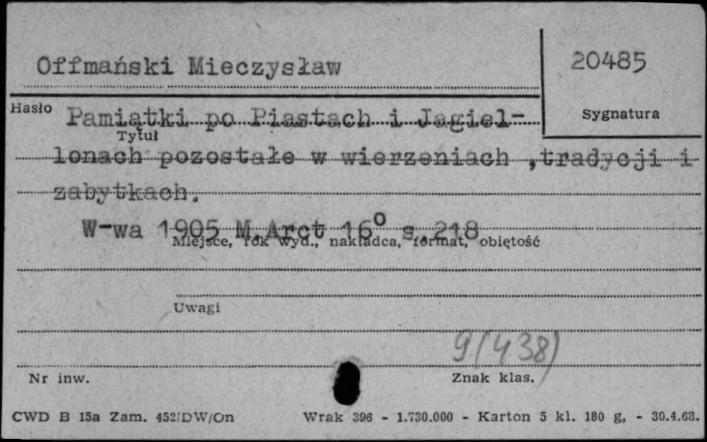 Offmański Mieczysław
20485
Hasło
Sygnatura
Pamiątki po Piastach i Jagiel-
Tytuł
lonach pozostałe w wierzeniach ,tradycji i
zabytkach.
W-wa 1905 M.Arct 16⁰ s.218
Miejsce, rok wyd., nakładca, format, objętość
Uwagi
9(438)
Nr inw.
Znak klas.
CWD B 15a Zam. 452/DW/On Wrak 396 - 1.730.000 - Karton 5 kl. 180 g, - 30.4.63.